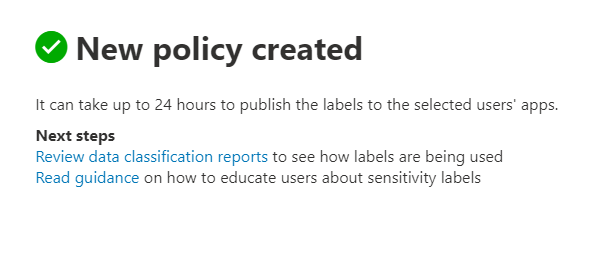 New policy created
It can take up to 24 hours to publish the labels to the selected users' apps.
Next steps
Review data classification reports to see how labels are being used
Read guidance on how to educate users about sensitivity labels